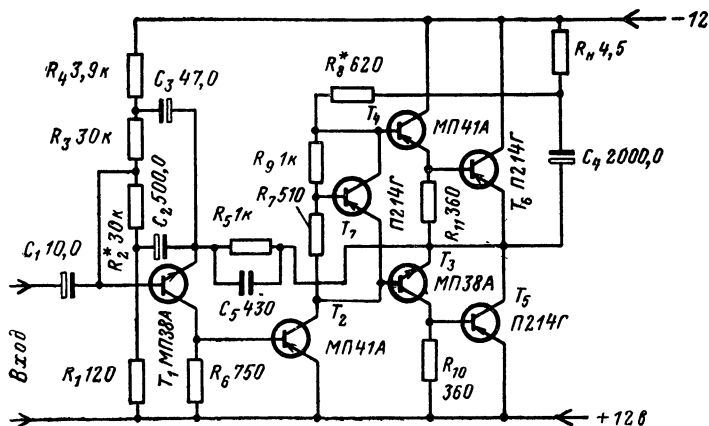 -12
R₄ 3,9к
C₃ 47,0
R₈* 620
Rн 4,5
R₃ 30к
T₄
МП41А
R₉ 1к
C₄ 2000,0
C₂ 500,0
R₂* 30к
R₇ 510
T₇
П214Г
R₁₁ 360
T₆ П214Г
C₁ 10,0
R₅ 1к
T₃
МП38А
C₅ 430
T₂
T₅
П214Г
T₁ МП38А
МП41А
Вход
R₁ 120
R₆ 750
R₁₀
360
+12в